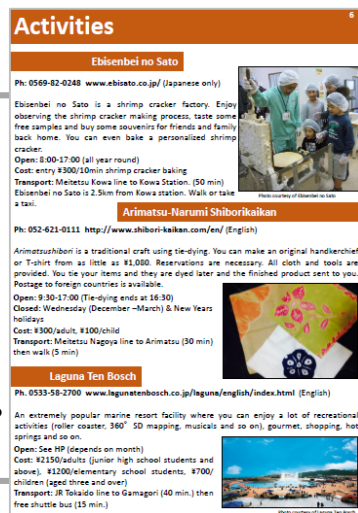 6
Activities
Ebisenbei no Sato
Ph: 0569-82-0248 www.ebisato.co.jp/ (Japanese only)
Ebisenbei no Sato is a shrimp cracker factory. Enjoy
observing the shrimp cracker making process, taste some
free samples and buy some souvenirs for friends and family
back home. You can even bake a personalized shrimp
cracker.
Open: 8:00-17:00 (all year round)
Cost: entry ¥300/10min shrimp cracker baking
Transport: Meitetsu Kowa line to Kowa Station. (50 min)
Ebisenbei no Sato is 2.5km from Kowa station. Walk or take
a taxi.
Photo courtesy of Ebisenbei no Sato
Arimatsu-Narumi Shiborikaikan
Ph: 052-621-0111 http://www.shibori-kaikan.com/en/ (English)
Arimatsushibori is a traditional craft using tie-dying. You can make an original handkerchief
or T-shirt from as little as ¥1,080. Reservations are necessary. All cloth and tools are
provided. You tie your items and they are dyed later and the finished product sent to you.
Postage to foreign countries is available.
Open: 9:30-17:00 (Tie-dying ends at 16:30)
Closed: Wednesday (December –March) & New Years
holidays
Cost: ¥300/adult, ¥100/child
Transport: Meitetsu Nagoya line to Arimatsu (30 min)
then walk (5 min)
Laguna Ten Bosch
Ph. 0533-58-2700 www.lagunatenbosch.co.jp/laguna/english/index.html (English)
An extremely popular marine resort facility where you can enjoy a lot of recreational
activities (roller coaster, 360° SD mapping, musicals and so on), gourmet, shopping, hot
springs and so on.
Open: See HP (depends on month)
Cost: ¥2150/adults (junior high school students and
above), ¥1200/elementary school students, ¥700/
children (aged three and over)
Transport: JR Tokaido line to Gamagori (40 min.) then
free shuttle bus (15 min.)
Photo courtesy of Laguna Ten Bosch